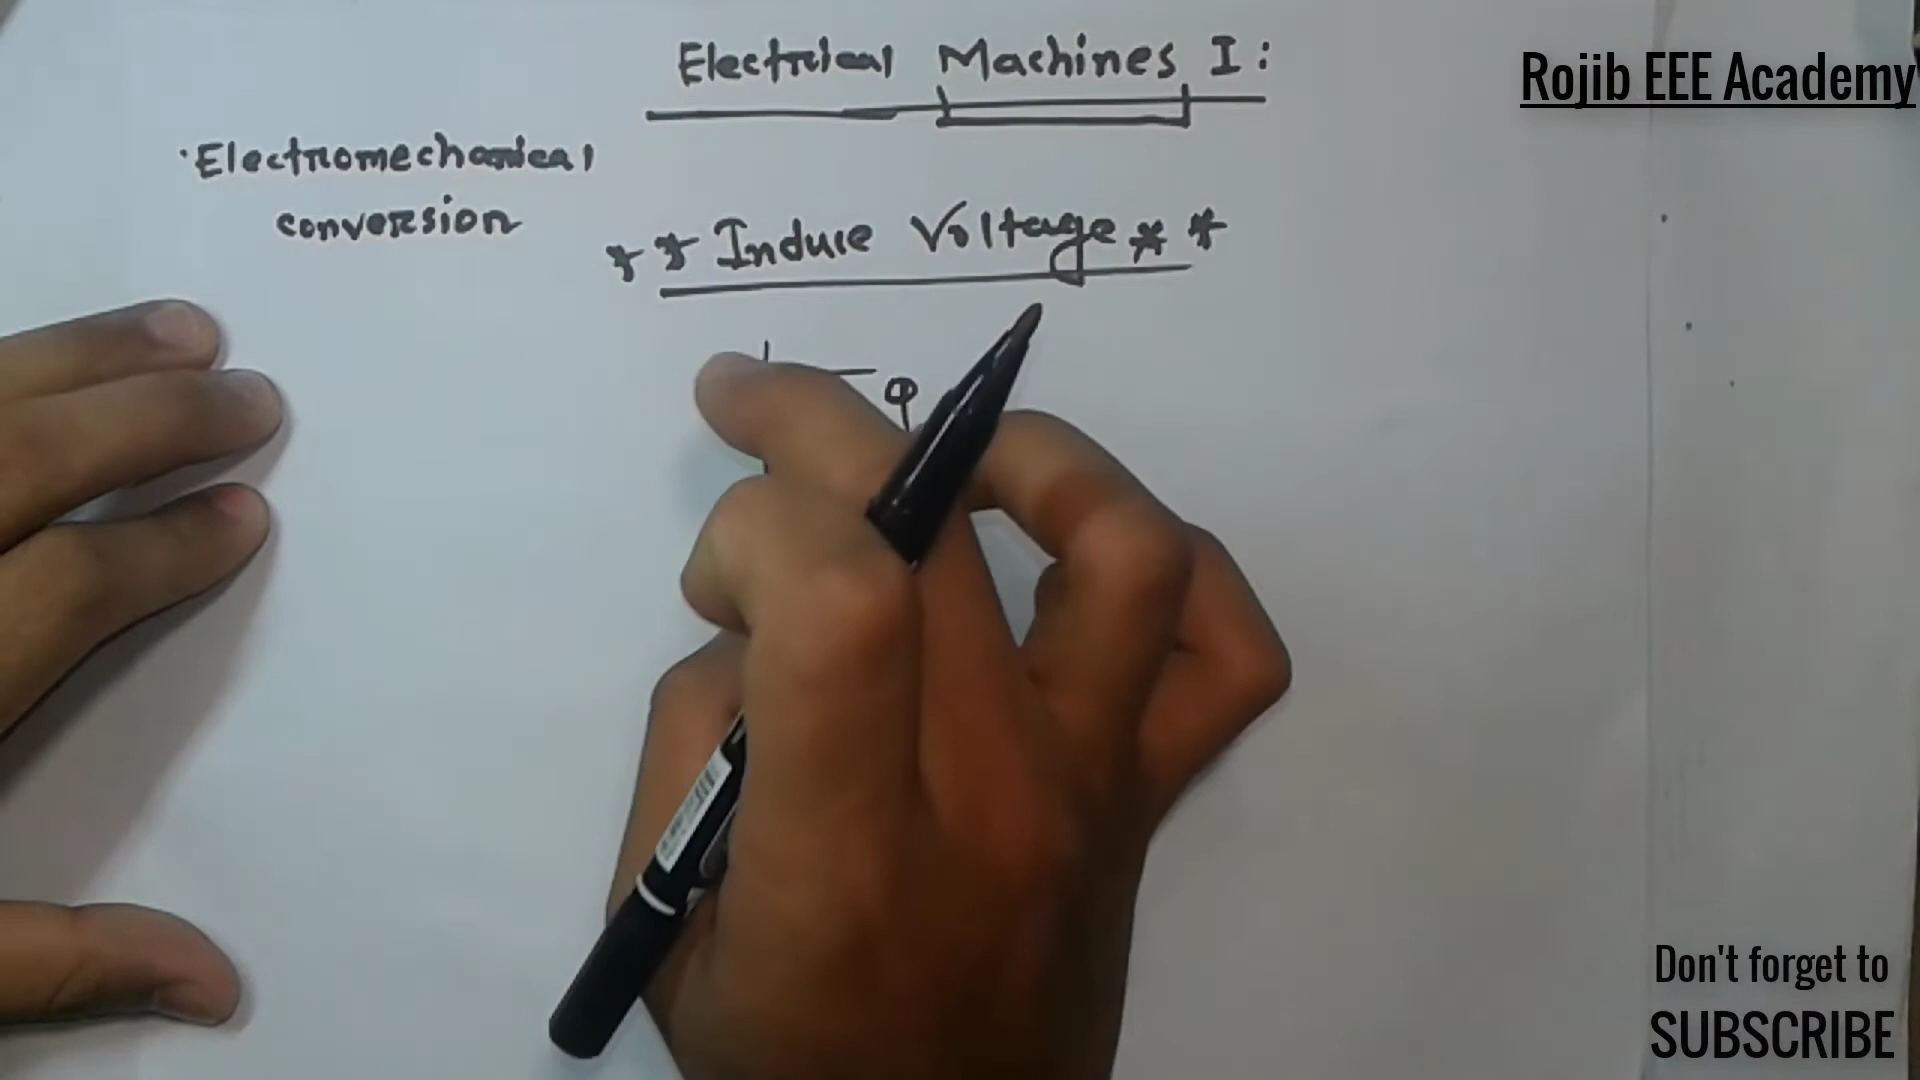 Electrical Machines I:
Rojib EEE Academy
·Electromechanical
conversion
**Induce Voltage**
φ
Don't forget to
SUBSCRIBE